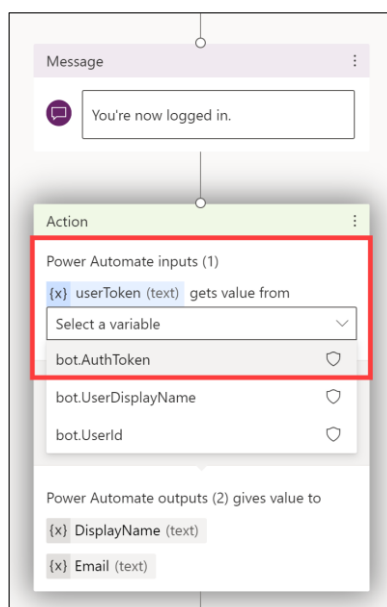 Message
You're now logged in.
Action
Power Automate inputs (1)
{x} userToken (text) gets value from
Select a variable
bot.AuthToken
bot.UserDisplayName
bot.UserId
Power Automate outputs (2) gives value to
{x} DisplayName (text)
{x} Email (text)